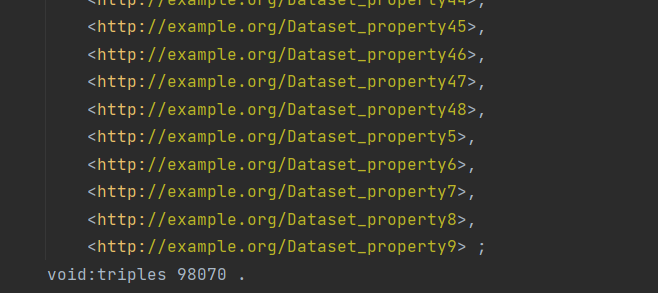 <http://example.org/Dataset_property44>,
<http://example.org/Dataset_property45>,
<http://example.org/Dataset_property46>,
<http://example.org/Dataset_property47>,
<http://example.org/Dataset_property48>,
<http://example.org/Dataset_property5>,
<http://example.org/Dataset_property6>,
<http://example.org/Dataset_property7>,
<http://example.org/Dataset_property8>,
<http://example.org/Dataset_property9> ;
void:triples 98070 .